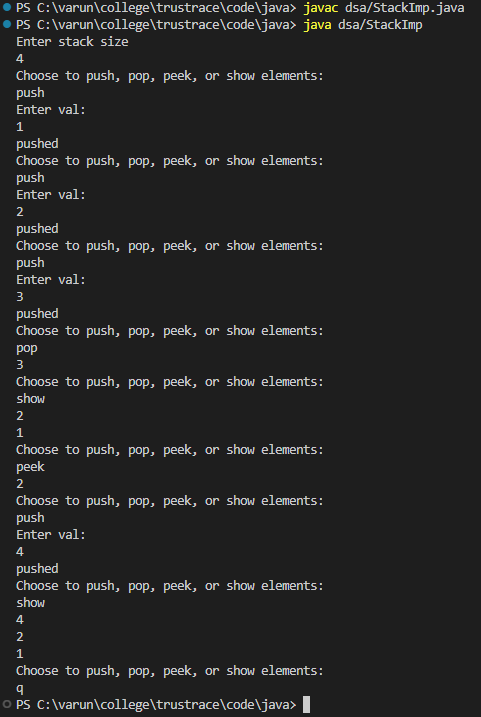 PS C:\varun\college\trustrace\code\java> javac dsa/StackImp.java
PS C:\varun\college\trustrace\code\java> java dsa/StackImp
Enter stack size
4
Choose to push, pop, peek, or show elements:
push
Enter val:
1
pushed
Choose to push, pop, peek, or show elements:
push
Enter val:
2
pushed
Choose to push, pop, peek, or show elements:
push
Enter val:
3
pushed
Choose to push, pop, peek, or show elements:
pop
3
Choose to push, pop, peek, or show elements:
show
2
1
Choose to push, pop, peek, or show elements:
peek
2
Choose to push, pop, peek, or show elements:
push
Enter val:
4
pushed
Choose to push, pop, peek, or show elements:
show
4
2
1
Choose to push, pop, peek, or show elements:
q
PS C:\varun\college\trustrace\code\java>